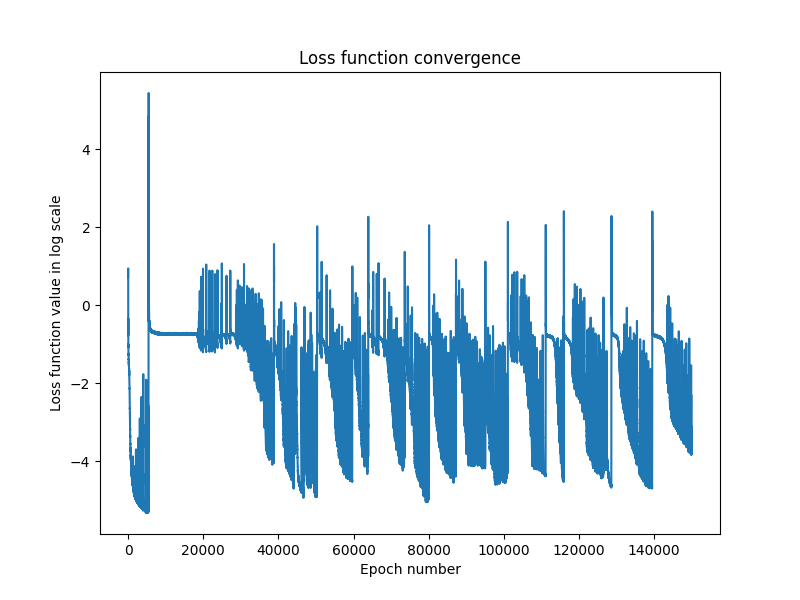 Loss function convergence
Loss function value in log scale
4
2
0
−2
−4
0 20000 40000 60000 80000 100000 120000 140000
Epoch number